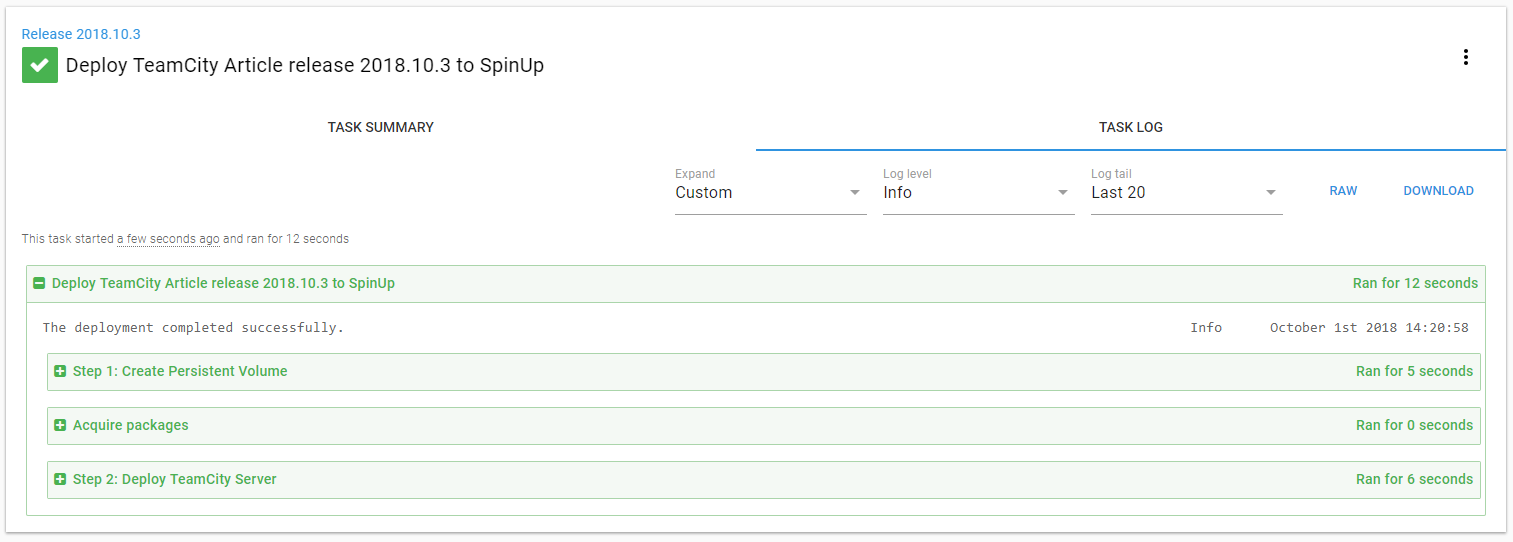 Release 2018.10.3
Deploy TeamCity Article release 2018.10.3 to SpinUp
TASK SUMMARY TASK LOG
Expand Log level Log tail
Custom Info Last 20 RAW DOWNLOAD
This task started a few seconds ago and ran for 12 seconds
Deploy TeamCity Article release 2018.10.3 to SpinUp Ran for 12 seconds
The deployment completed successfully. Info October 1st 2018 14:20:58
Step 1: Create Persistent Volume Ran for 5 seconds
Acquire packages Ran for 0 seconds
Step 2: Deploy TeamCity Server Ran for 6 seconds